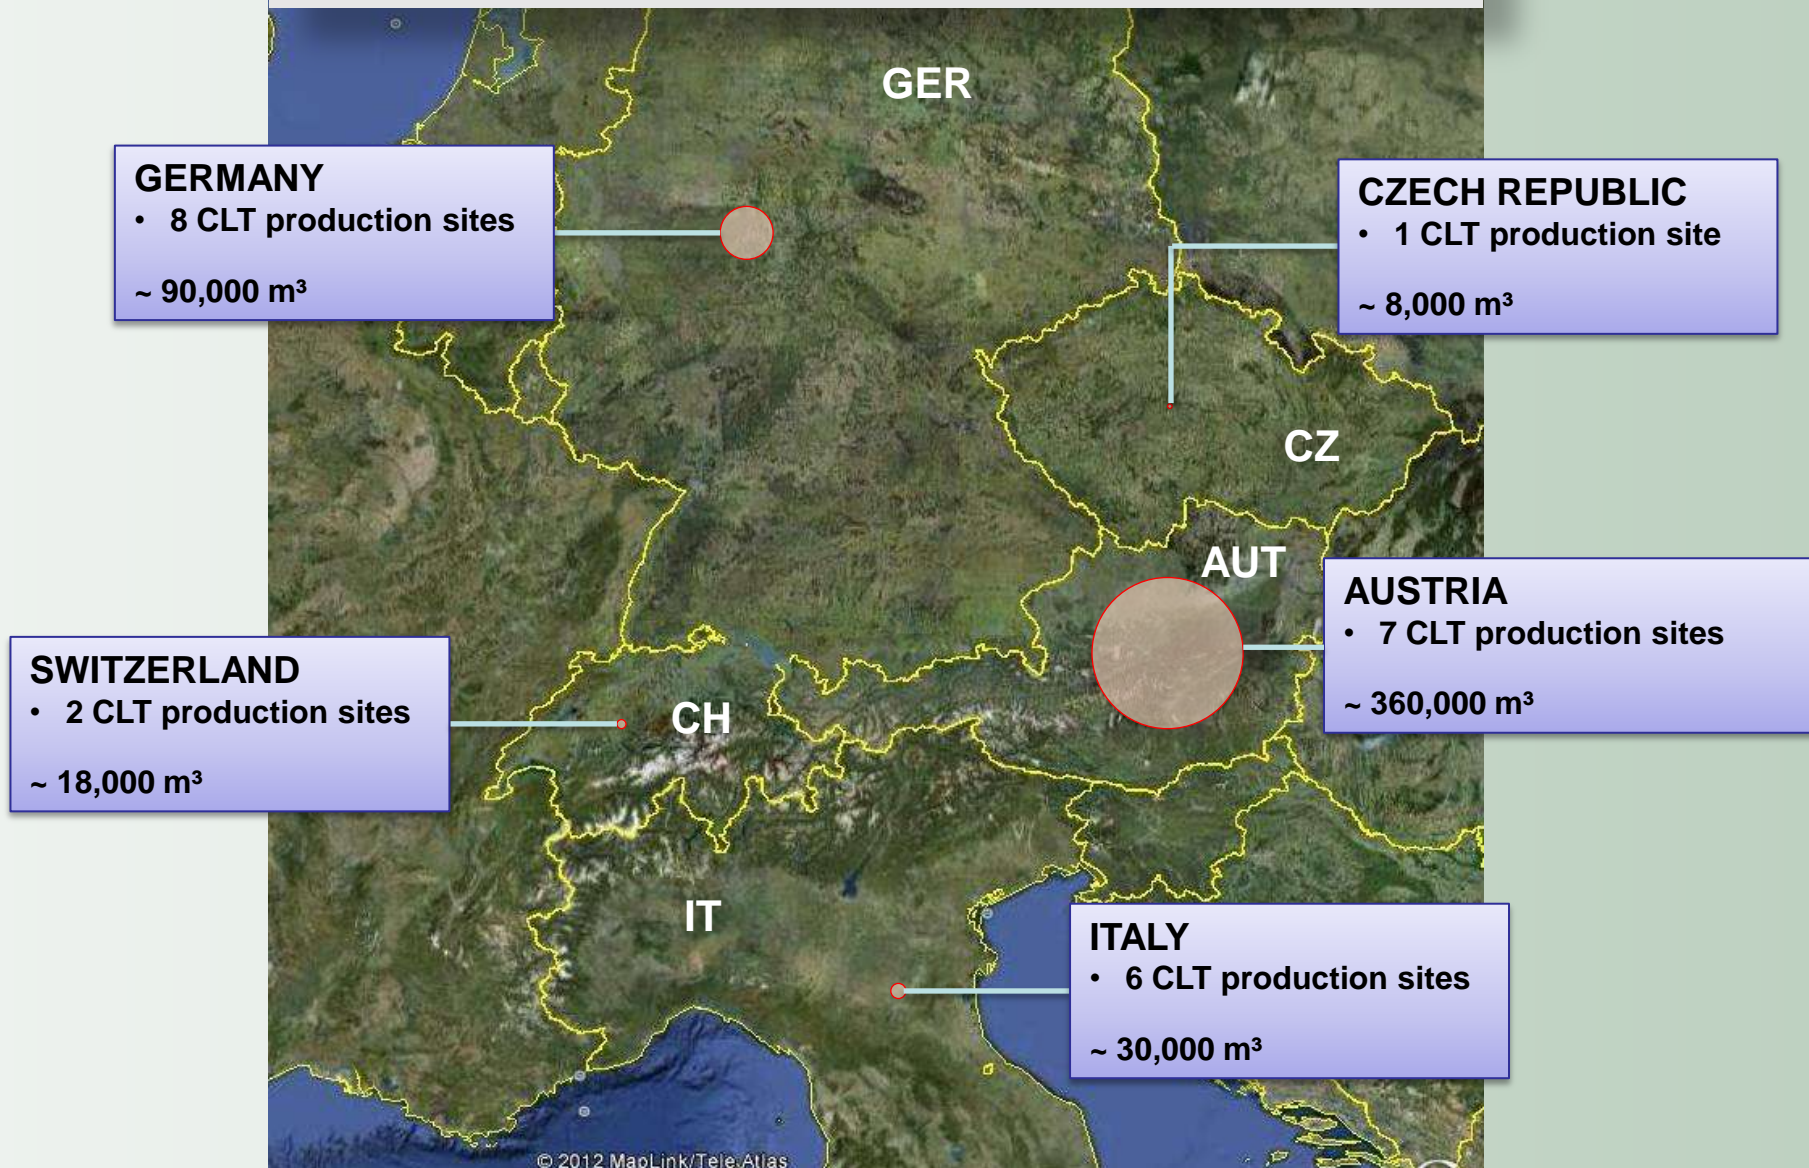 GER
GERMANY
• 8 CLT production sites
~ 90,000 m³
CZECH REPUBLIC
• 1 CLT production site
~ 8,000 m³
CZ
AUT
AUSTRIA
• 7 CLT production sites
~ 360,000 m³
SWITZERLAND
• 2 CLT production sites
~ 18,000 m³
CH
IT
ITALY
• 6 CLT production sites
~ 30,000 m³
© 2012 MapLink/Tele Atlas